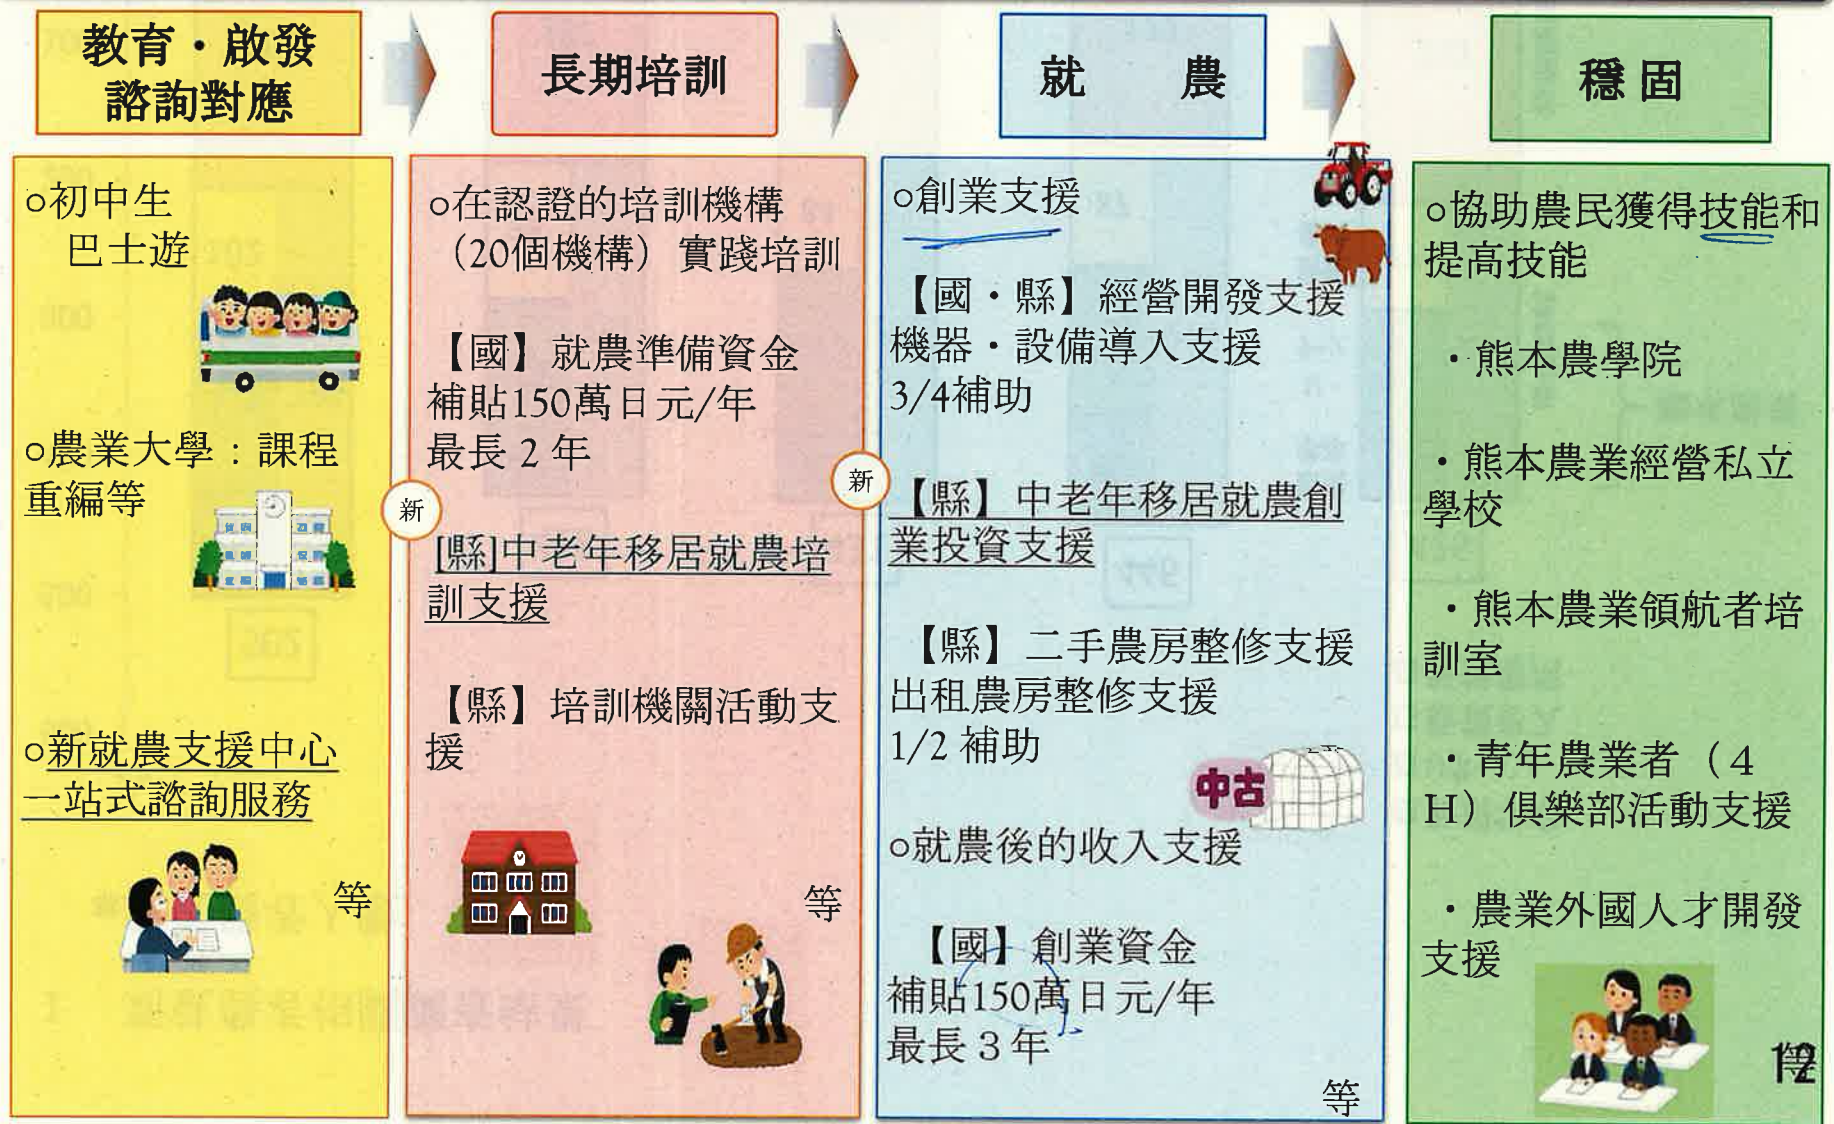 教育・啟發
諮詢對應
長期培訓
就 農
穩固
○初中生
巴士遊
○農業大學：課程
重編等
○新就農支援中心
一站式諮詢服務
等
○在認證的培訓機構
（20個機構）實踐培訓
【國】就農準備資金
補貼150萬日元/年
最長２年
新
[縣]中老年移居就農培
訓支援
【縣】培訓機關活動支
援
等
○創業支援
【國・縣】經營開發支援
機器・設備導入支援
3/4補助
新
【縣】中老年移居就農創
業投資支援
【縣】二手農房整修支援
出租農房整修支援
1/2 補助
中古
○就農後的收入支援
【國】創業資金
補貼150萬日元/年
最長３年
等
○協助農民獲得技能和
提高技能
・熊本農學院
・熊本農業經營私立
學校
・熊本農業領航者培
訓室
・青年農業者（４
H）俱樂部活動支援
・農業外國人才開發
支援
等
12